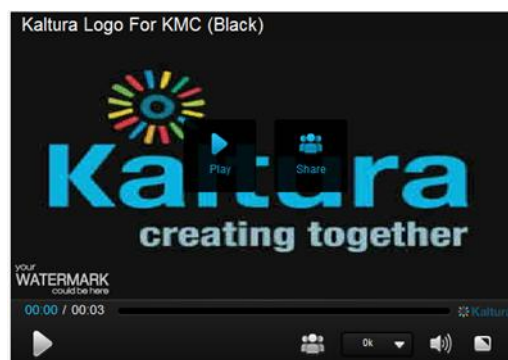 Kaltura Logo For KMC (Black)
Play
Share
Kaltura
creating together
your
WATERMARK
could be here
00:00 / 00:03
Kaltura
0k